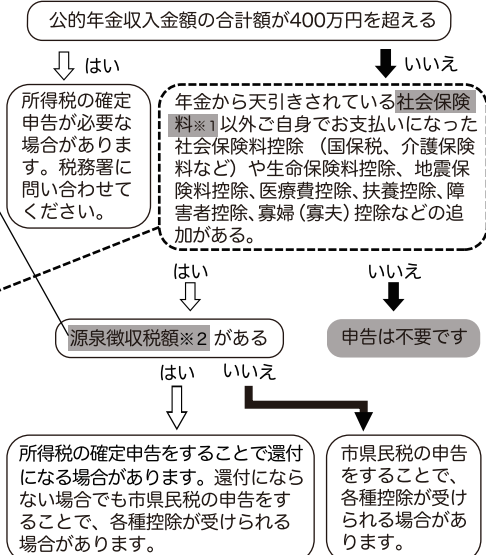 公的年金収入金額の合計額が400万円を超える
はい
いいえ
所得税の確定
申告が必要な
場合がありま
す。税務署に
問い合わせて
ください。
年金から天引きされている社会保険
料※1以外ご自身でお支払いになった
社会保険料控除 （国保税、介護保険
料など）や生命保険料控除、地震保
険料控除、医療費控除、扶養控除、障
害者控除、寡婦（寡夫）控除などの追
加がある。
はい
いいえ
源泉徴収税額※2 がある
申告は不要です
はい
いいえ
所得税の確定申告をすることで還付
になる場合があります。還付になら
ない場合でも市県民税の申告をす
ることで、各種控除が受けられる
場合があります。
市県民税の申告
をすることで、
各種控除が受け
られる場合があ
ります。